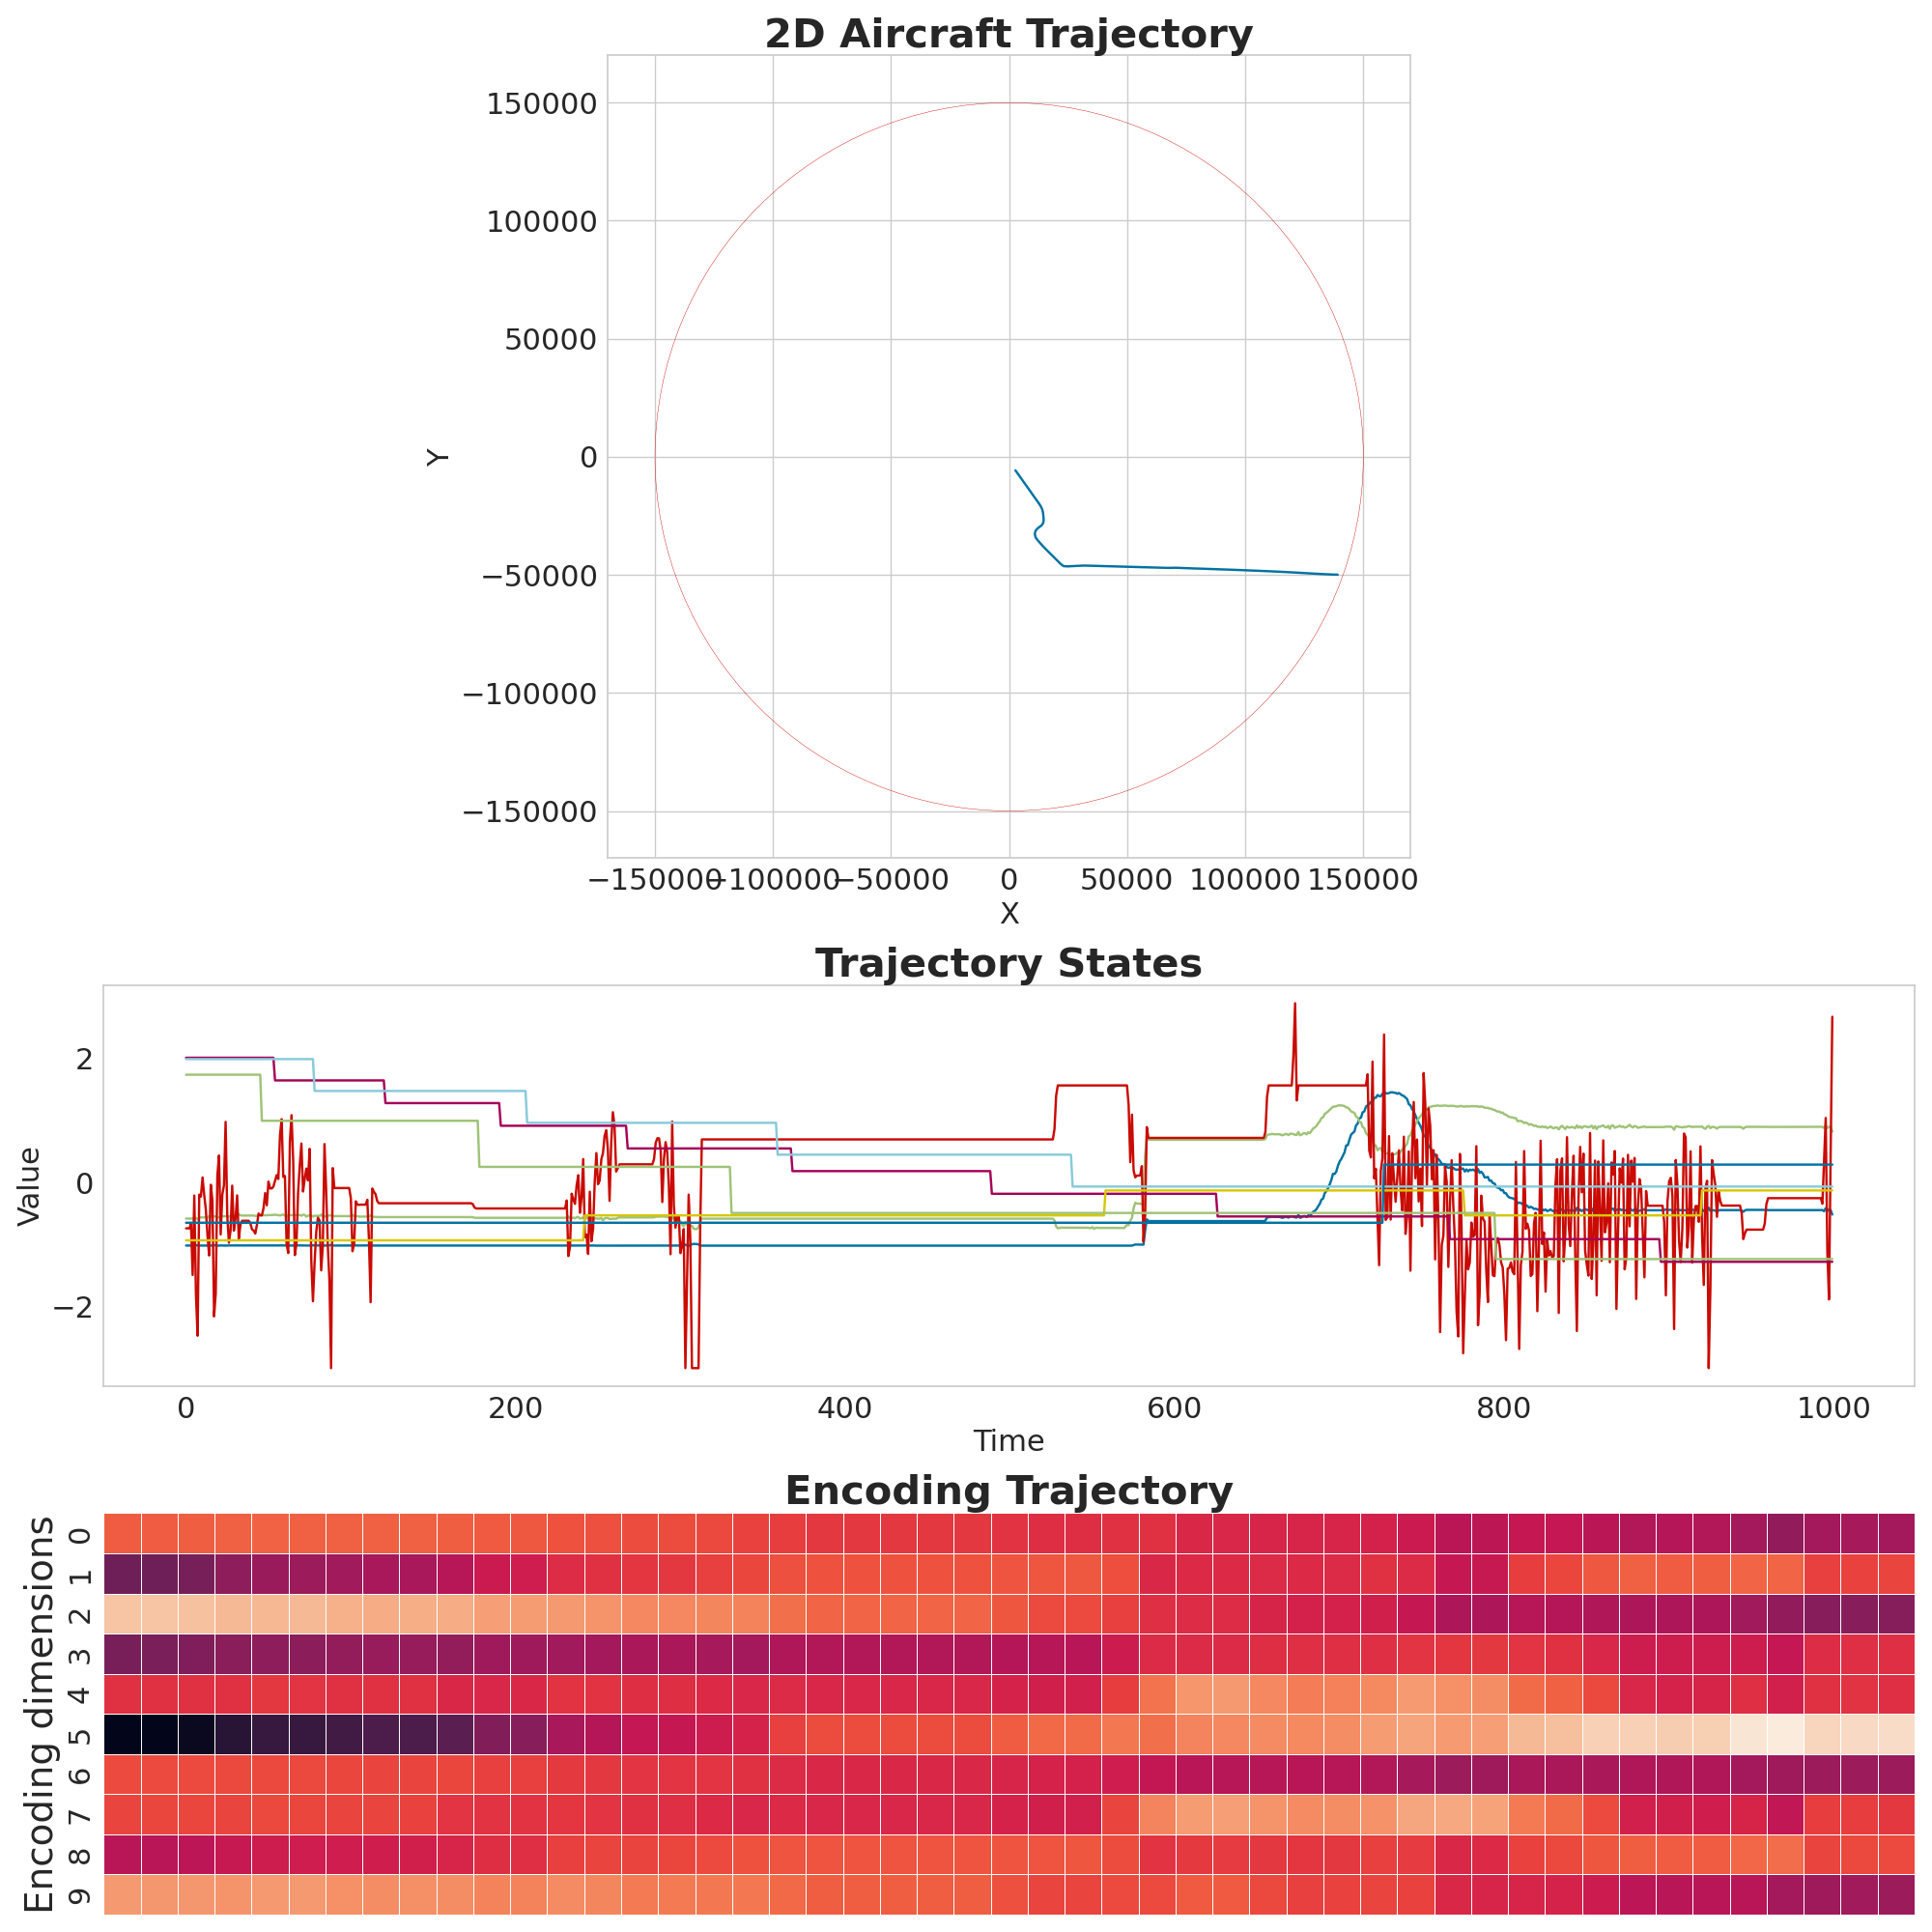 2D Aircraft Trajectory
150000
100000
50000
0
−50000
−100000
−150000
Y
−150000 −100000 −50000 0 50000 100000 150000
X
Trajectory States
2
0
−2
Value
0 200 400 600 800 1000
Time
Encoding Trajectory
Encoding dimensions
0
1
2
3
4
5
6
7
8
9